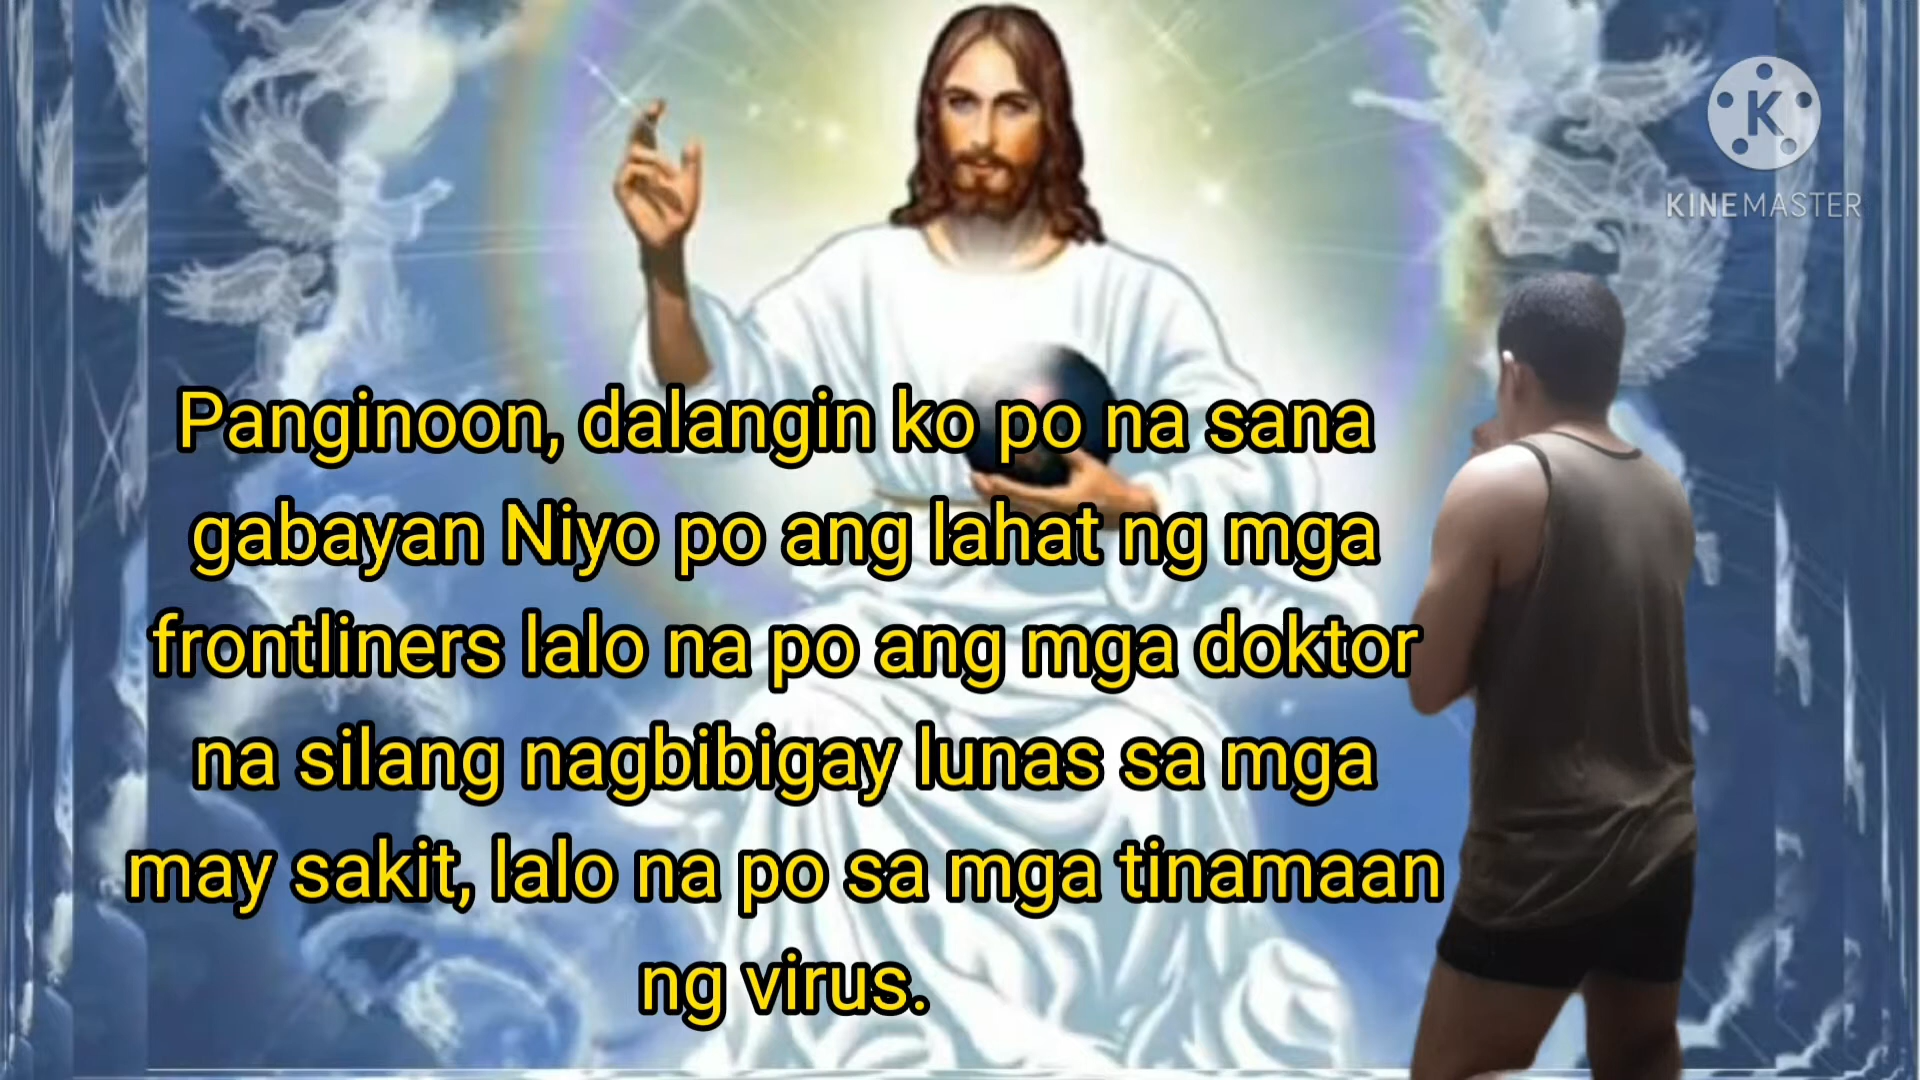 K
KINEMASTER
Panginoon, dalangin ko po na sana
gabayan Niyo po ang lahat ng mga
frontliners lalo na po ang mga doktor
na silang nagbibigay lunas sa mga
may sakit, lalo na po sa mga tinamaan
ng virus.